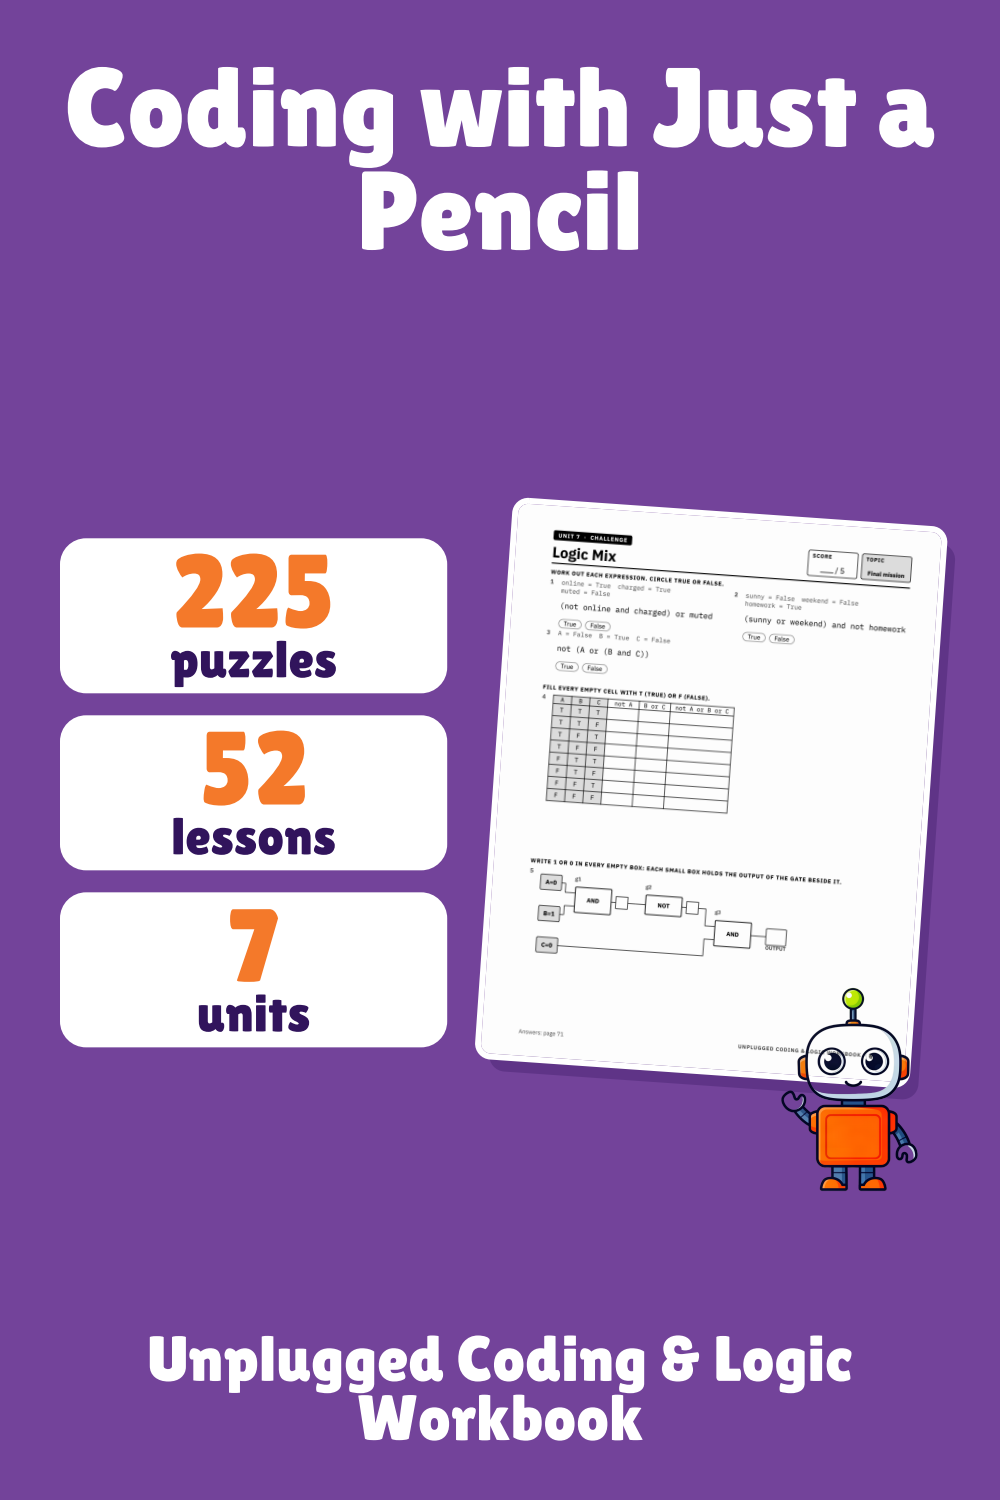 Coding with Just a
Pencil
225
puzzles
52
lessons
7
units
UNIT 7 · CHALLENGE
Logic Mix
SCORE
___ / 5
TOPIC
Final mission
WORK OUT EACH EXPRESSION. CIRCLE TRUE OR FALSE.
1 online = True charged = True
muted = False
(not online and charged) or muted
True False
2 sunny = False weekend = False
homework = True
(sunny or weekend) and not homework
True False
3 A = False B = True C = False
not (A or (B and C))
True False
FILL EVERY EMPTY CELL WITH T (TRUE) OR F (FALSE).
4 A B C not A B or C not A or B or C
T T T
T T F
T F T
T F F
F T T
F T F
F F T
F F F
WRITE 1 OR 0 IN EVERY EMPTY BOX: EACH SMALL BOX HOLDS THE OUTPUT OF THE GATE BESIDE IT.
5 A=0 g1 AND g2 NOT
B=1 g3 AND OUTPUT
C=0
Answers: page 71
UNPLUGGED CODING & LOGIC WORKBOOK
Unplugged Coding & Logic
Workbook